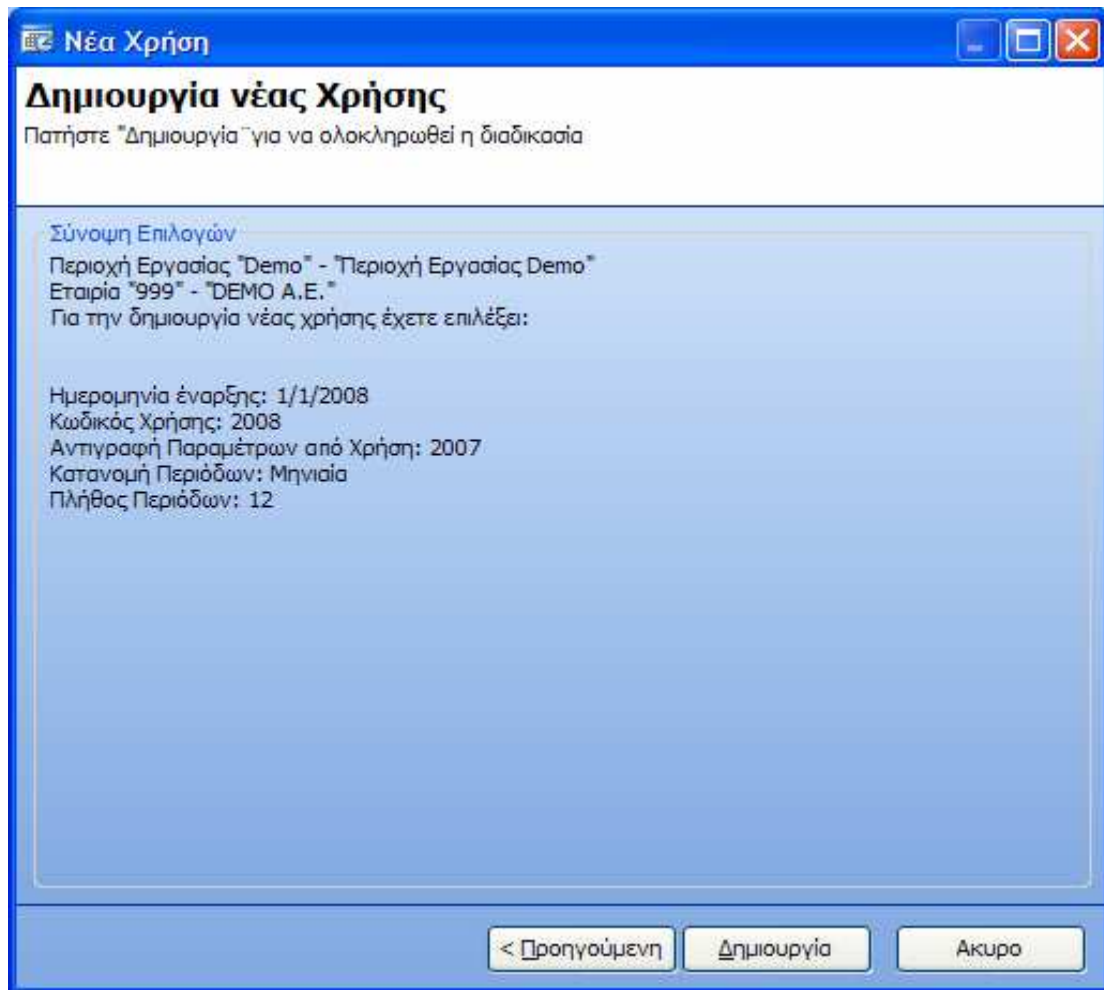 Νέα Χρήση
Δημιουργία νέας Χρήσης
Πατήστε "Δημιουργία¨για να ολοκληρωθεί η διαδικασία
Σύνοψη Επιλογών
Περιοχή Εργασίας "Demo" - "Περιοχή Εργασίας Demo"
Εταιρία "999" - "DEMO A.E."
Για την δημιουργία νέας χρήσης έχετε επιλέξει:
Ημερομηνία έναρξης: 1/1/2008
Κωδικός Χρήσης: 2008
Αντιγραφή Παραμέτρων από Χρήση: 2007
Κατανομή Περιόδων: Μηνιαία
Πλήθος Περιόδων: 12
< Προηγούμενη
Δημιουργία
Ακυρο